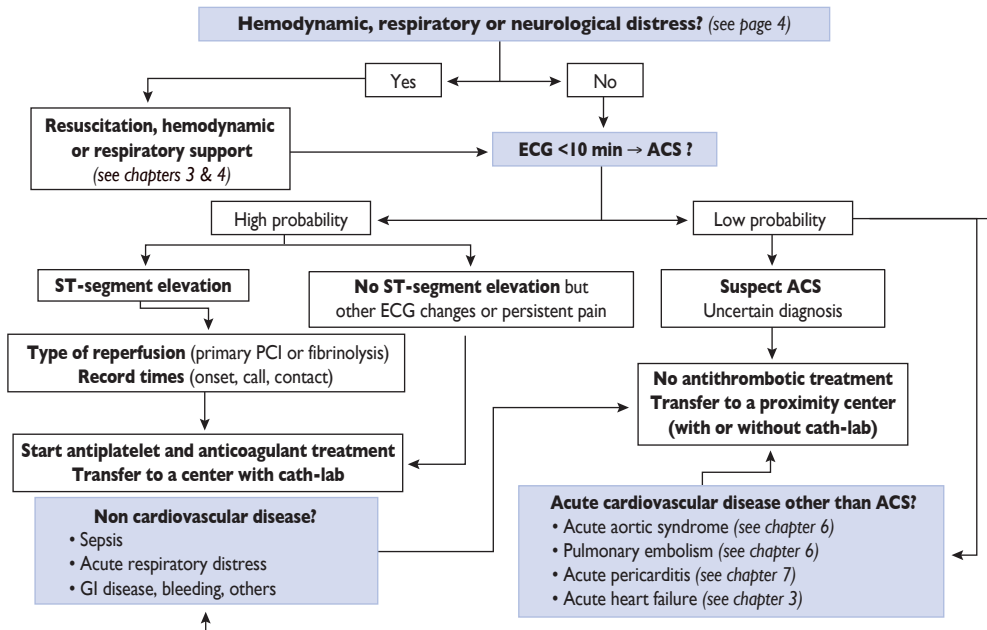 Hemodynamic, respiratory or neurological distress? (see page 4)
Yes
No
Resuscitation, hemodynamic
or respiratory support
(see chapters 3 & 4)
ECG <10 min → ACS ?
High probability
Low probability
ST-segment elevation
No ST-segment elevation but
other ECG changes or persistent pain
Suspect ACS
Uncertain diagnosis
Type of reperfusion (primary PCI or fibrinolysis)
Record times (onset, call, contact)
No antithrombotic treatment
Transfer to a proximity center
(with or without cath-lab)
Start antiplatelet and anticoagulant treatment
Transfer to a center with cath-lab
Non cardiovascular disease?
• Sepsis
• Acute respiratory distress
• GI disease, bleeding, others
Acute cardiovascular disease other than ACS?
• Acute aortic syndrome (see chapter 6)
• Pulmonary embolism (see chapter 6)
• Acute pericarditis (see chapter 7)
• Acute heart failure (see chapter 3)